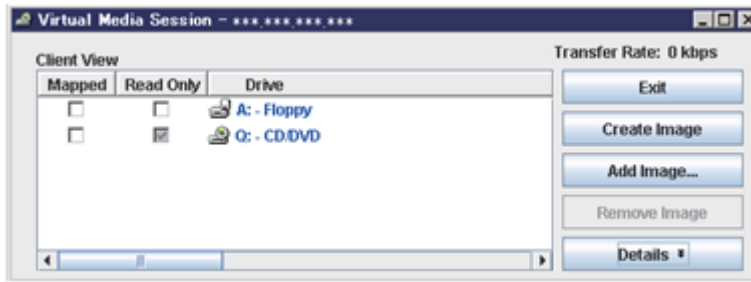 Virtual Media Session - ***.***.***.***
Client View
Transfer Rate: 0 kbps
Mapped Read Only Drive
A: - Floppy
Q: - CD/DVD
Exit
Create Image
Add Image...
Remove Image
Details